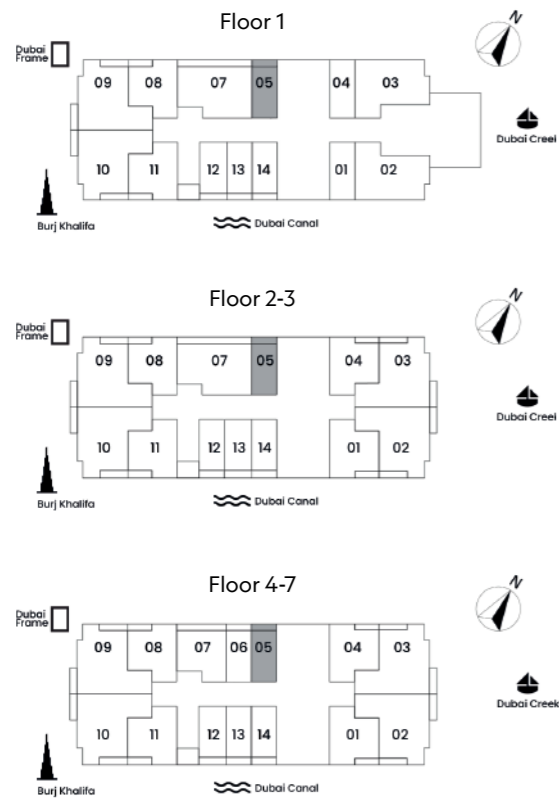 Floor 1
N
Dubai
Frame
09 08 07 05 04 03
Dubai Creek
10 11 12 13 14 01 02
Burj Khalifa
Dubai Canal
Floor 2-3
N
Dubai
Frame
09 08 07 05 04 03
Dubai Creek
10 11 12 13 14 01 02
Burj Khalifa
Dubai Canal
Floor 4-7
N
Dubai
Frame
09 08 07 06 05 04 03
Dubai Creek
10 11 12 13 14 01 02
Burj Khalifa
Dubai Canal